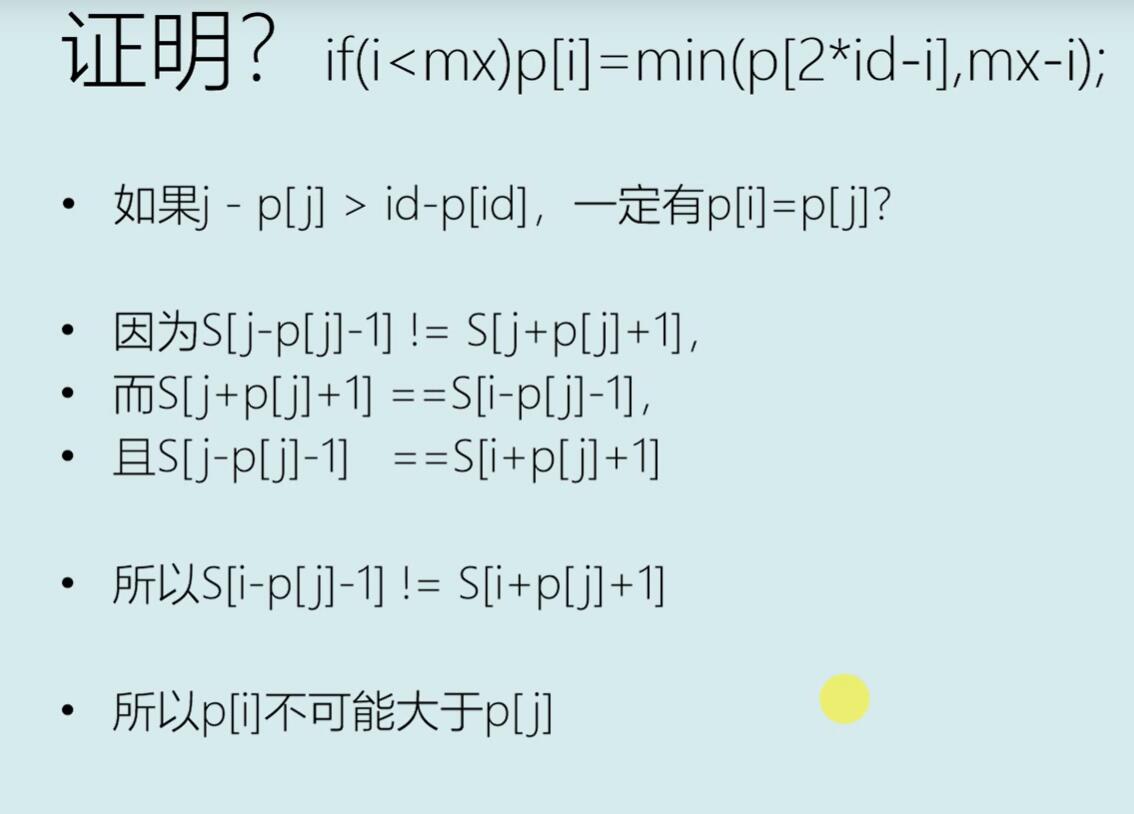 证明？ if(i<mx)p[i]=min(p[2*id-i],mx-i);
• 如果j - p[j] > id-p[id]，一定有p[i]=p[j]?
• 因为S[j-p[j]-1] != S[j+p[j]+1]，
• 而S[j+p[j]+1] ==S[i-p[j]-1]，
• 且S[j-p[j]-1] ==S[i+p[j]+1]
• 所以S[i-p[j]-1] != S[i+p[j]+1]
• 所以p[i]不可能大于p[j]